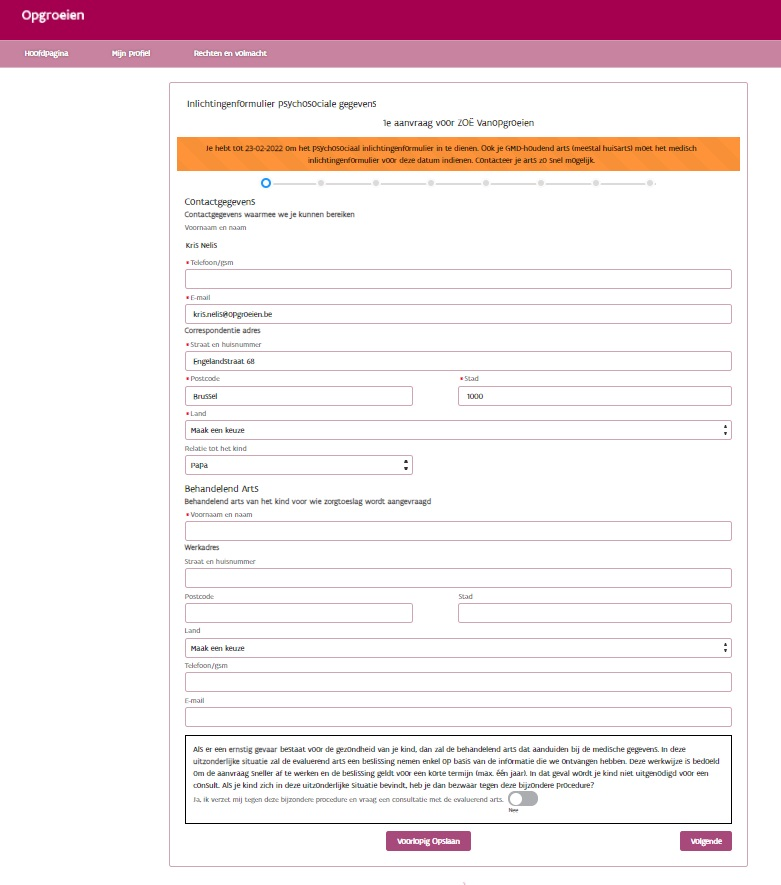 Opgroeien
Hoofdpagina Mijn profiel Rechten en volmacht
Inlichtingenformulier psychosociale gegevens
1e aanvraag voor ZOË Vanopgroeien
Je hebt tot 23-02-2022 om het psychosociaal inlichtingenformulier in te dienen. Ook je GMD-houdend arts (meestal huisarts) moet het medisch
inlichtingenformulier voor deze datum indienen. Contacteer je arts zo snel mogelijk.
Contactgegevens
Contactgegevens waarmee we je kunnen bereiken
Voornaam en naam
Kris Nelis
* Telefoon/gsm
* E-mail
kris.nelis@opgroeien.be
Correspondentie adres
* Straat en huisnummer
Engelandstraat 68
* Postcode * Stad
Brussel 1000
* Land
Maak een keuze
Relatie tot het kind
Papa
Behandelend Arts
Behandelend arts van het kind voor wie zorgtoeslag wordt aangevraagd
* Voornaam en naam
Werkadres
Straat en huisnummer
Postcode Stad
Land
Maak een keuze
Telefoon/gsm
E-mail
Als er een ernstig gevaar bestaat voor de gezondheid van je kind, dan zal de behandelend arts dat aanduiden bij de medische gegevens. In deze
uitzonderlijke situatie zal de evaluerend arts een beslissing nemen enkel op basis van de informatie die we ontvangen hebben. Deze werkwijze is bedoeld
om de aanvraag sneller af te werken en de beslissing geldt voor een korte termijn (max. één jaar). In dat geval wordt je kind niet uitgenodigd voor een
consult. Als je kind zich in deze uitzonderlijke situatie bevindt, heb je dan bezwaar tegen deze bijzondere procedure?
Ja, ik verzet mij tegen deze bijzondere procedure en vraag een consultatie met de evaluerend arts.
Nee
Voorlopig Opslaan Volgende